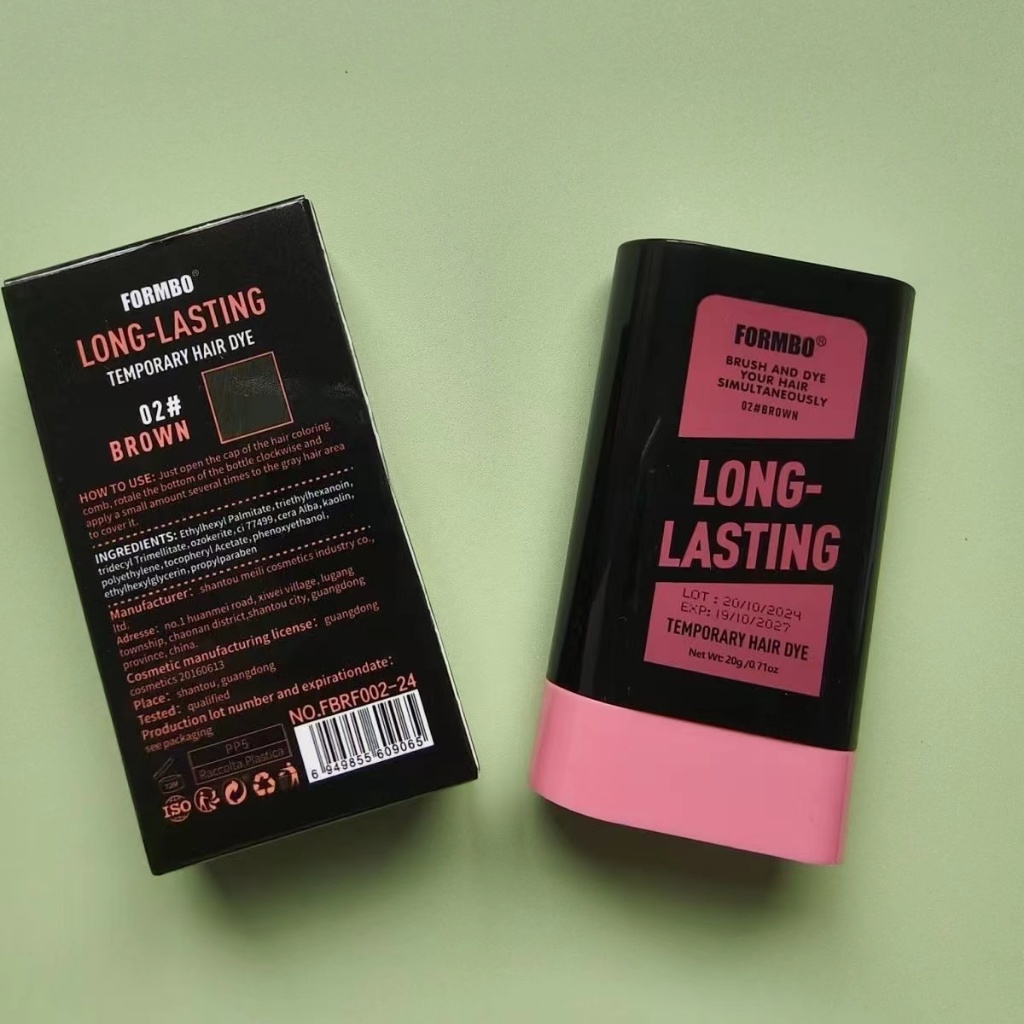 FORMBO®
LONG-LASTING
TEMPORARY HAIR DYE
02#
BROWN
HOW TO USE: Just open the cap of the hair coloring
comb, rotale the bottom of the bottle clockwise and
apply a small amount several times to the gray hair area
to cover it.
INGREDIENTS: Ethylhexyl Palmitate, triethylhexanoin,
tridecyl Trimellitate, ozokerite, ci 77499, cera Alba, kaolin,
polyethylene, tocopheryl Acetate, phenoxyethanol,
ethylhexylglycerin, propylparaben
Manufacturer: shantou meili cosmetics industry co.,
ltd.
Adresse: no.1 huanmei road, xiwei village, lugang
township, chaonan district,shantou city, guangdong
province, china.
Cosmetic manufacturing license: guangdong
cosmetics 20160613
Place: shantou, guangdong
Tested: qualified
Production lot number and expirationdate:
see packaging
NO.FBRF002-24
PP5
Raccolta Plastica
6 949855 609065
ISO
FORMBO®
BRUSH AND DYE
YOUR HAIR
SIMULTANEOUSLY
02#BROWN
LONG-
LASTING
LOT : 20/10/2024
EXP: 19/10/2027
TEMPORARY HAIR DYE
Net Wt: 20g /0.71oz